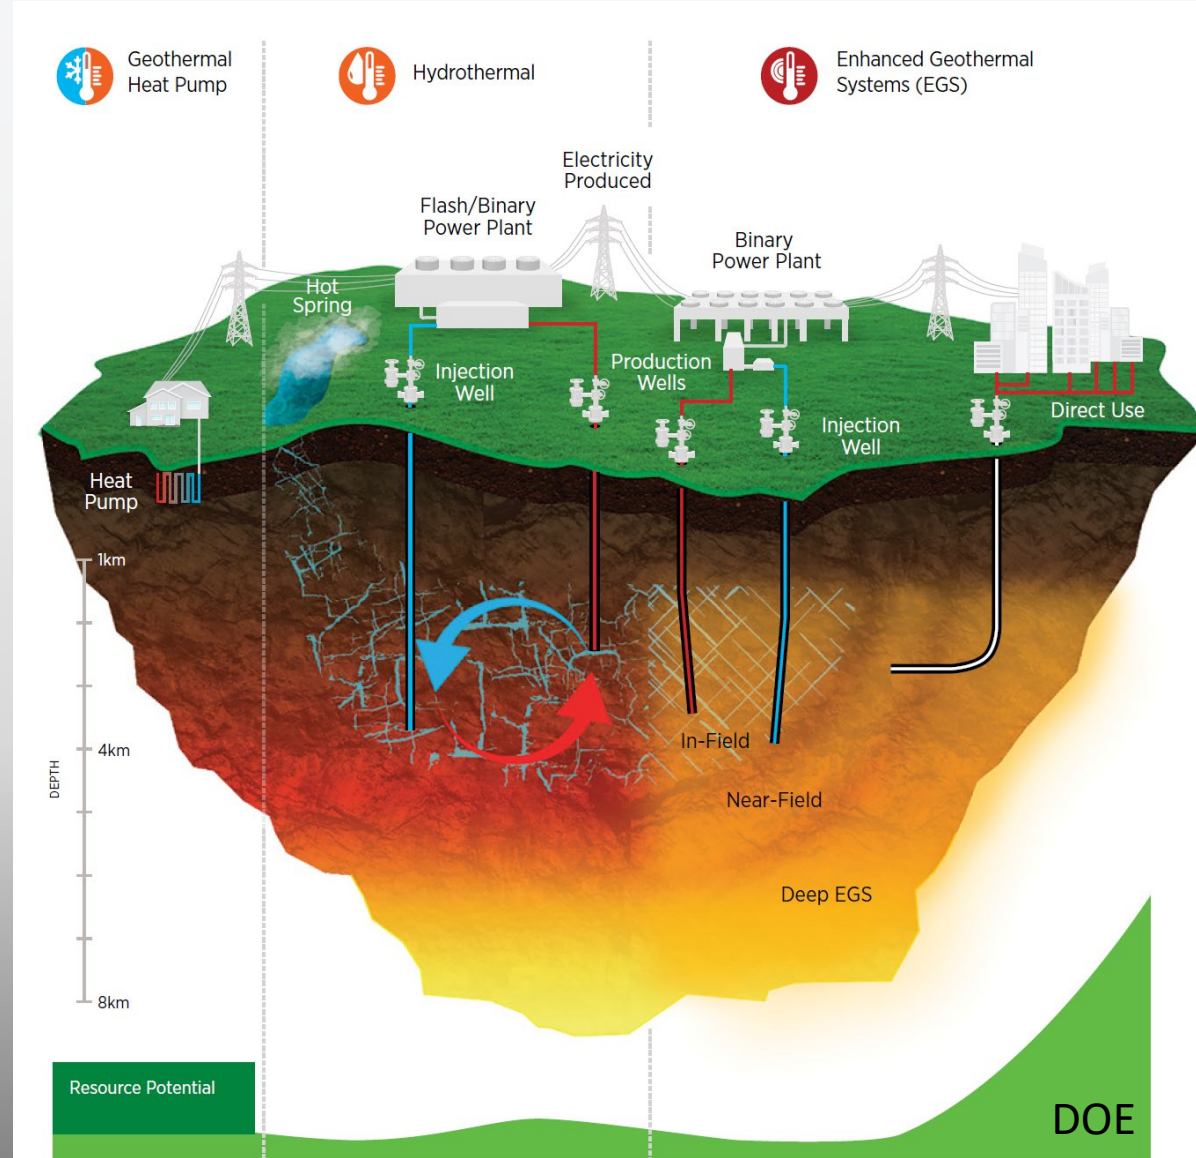 Geothermal
Heat Pump
Hydrothermal
Enhanced Geothermal
Systems (EGS)
Electricity
Produced
Flash/Binary
Power Plant
Binary
Power Plant
Hot
Spring
Injection
Well
Production
Wells
Injection
Well
Direct Use
Heat
Pump
1km
In-Field
4km
DEPTH
Near-Field
Deep EGS
8km
Resource Potential
DOE